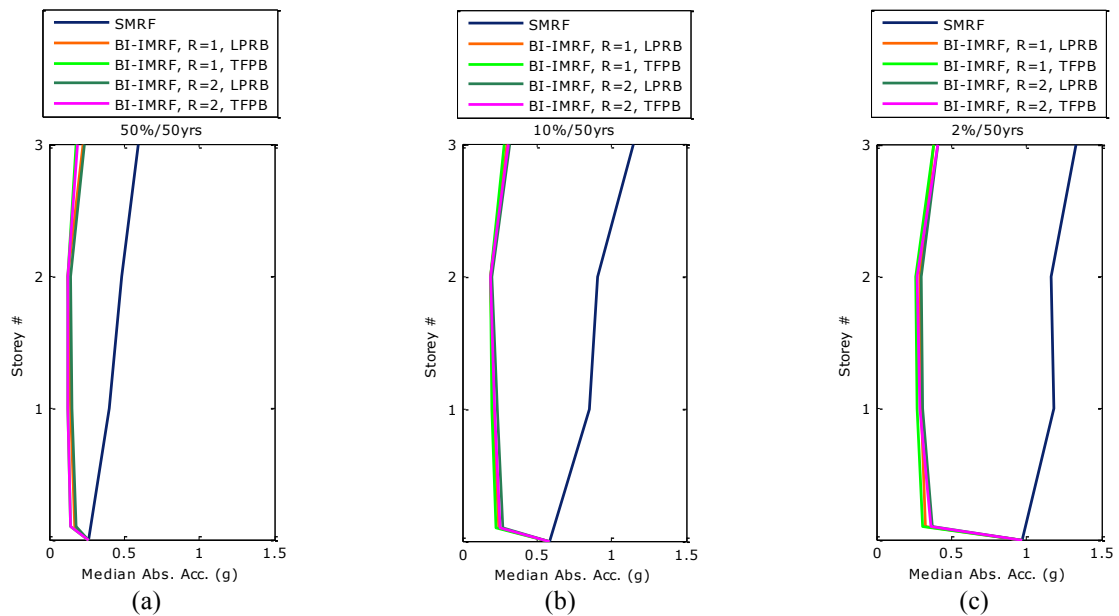 SMRF
BI-IMRF, R=1, LPRB
BI-IMRF, R=1, TFPB
BI-IMRF, R=2, LPRB
BI-IMRF, R=2, TFPB
50%/50yrs
3
2
1
Storey #
0
0.5
1
1.5
Median Abs. Acc. (g)
(a)
SMRF
BI-IMRF, R=1, LPRB
BI-IMRF, R=1, TFPB
BI-IMRF, R=2, LPRB
BI-IMRF, R=2, TFPB
10%/50yrs
3
2
1
Storey #
0
0.5
1
1.5
Median Abs. Acc. (g)
(b)
SMRF
BI-IMRF, R=1, LPRB
BI-IMRF, R=1, TFPB
BI-IMRF, R=2, LPRB
BI-IMRF, R=2, TFPB
2%/50yrs
3
2
1
Storey #
0
0.5
1
1.5
Median Abs. Acc. (g)
(c)